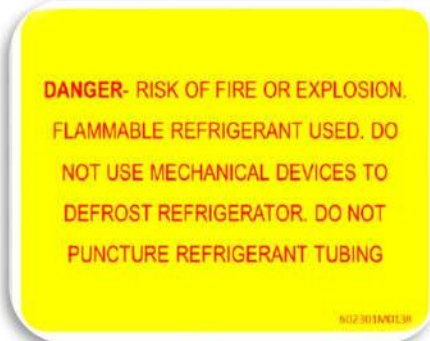 DANGER- RISK OF FIRE OR EXPLOSION.
FLAMMABLE REFRIGERANT USED. DO
NOT USE MECHANICAL DEVICES TO
DEFROST REFRIGERATOR. DO NOT
PUNCTURE REFRIGERANT TUBING
602301M0138